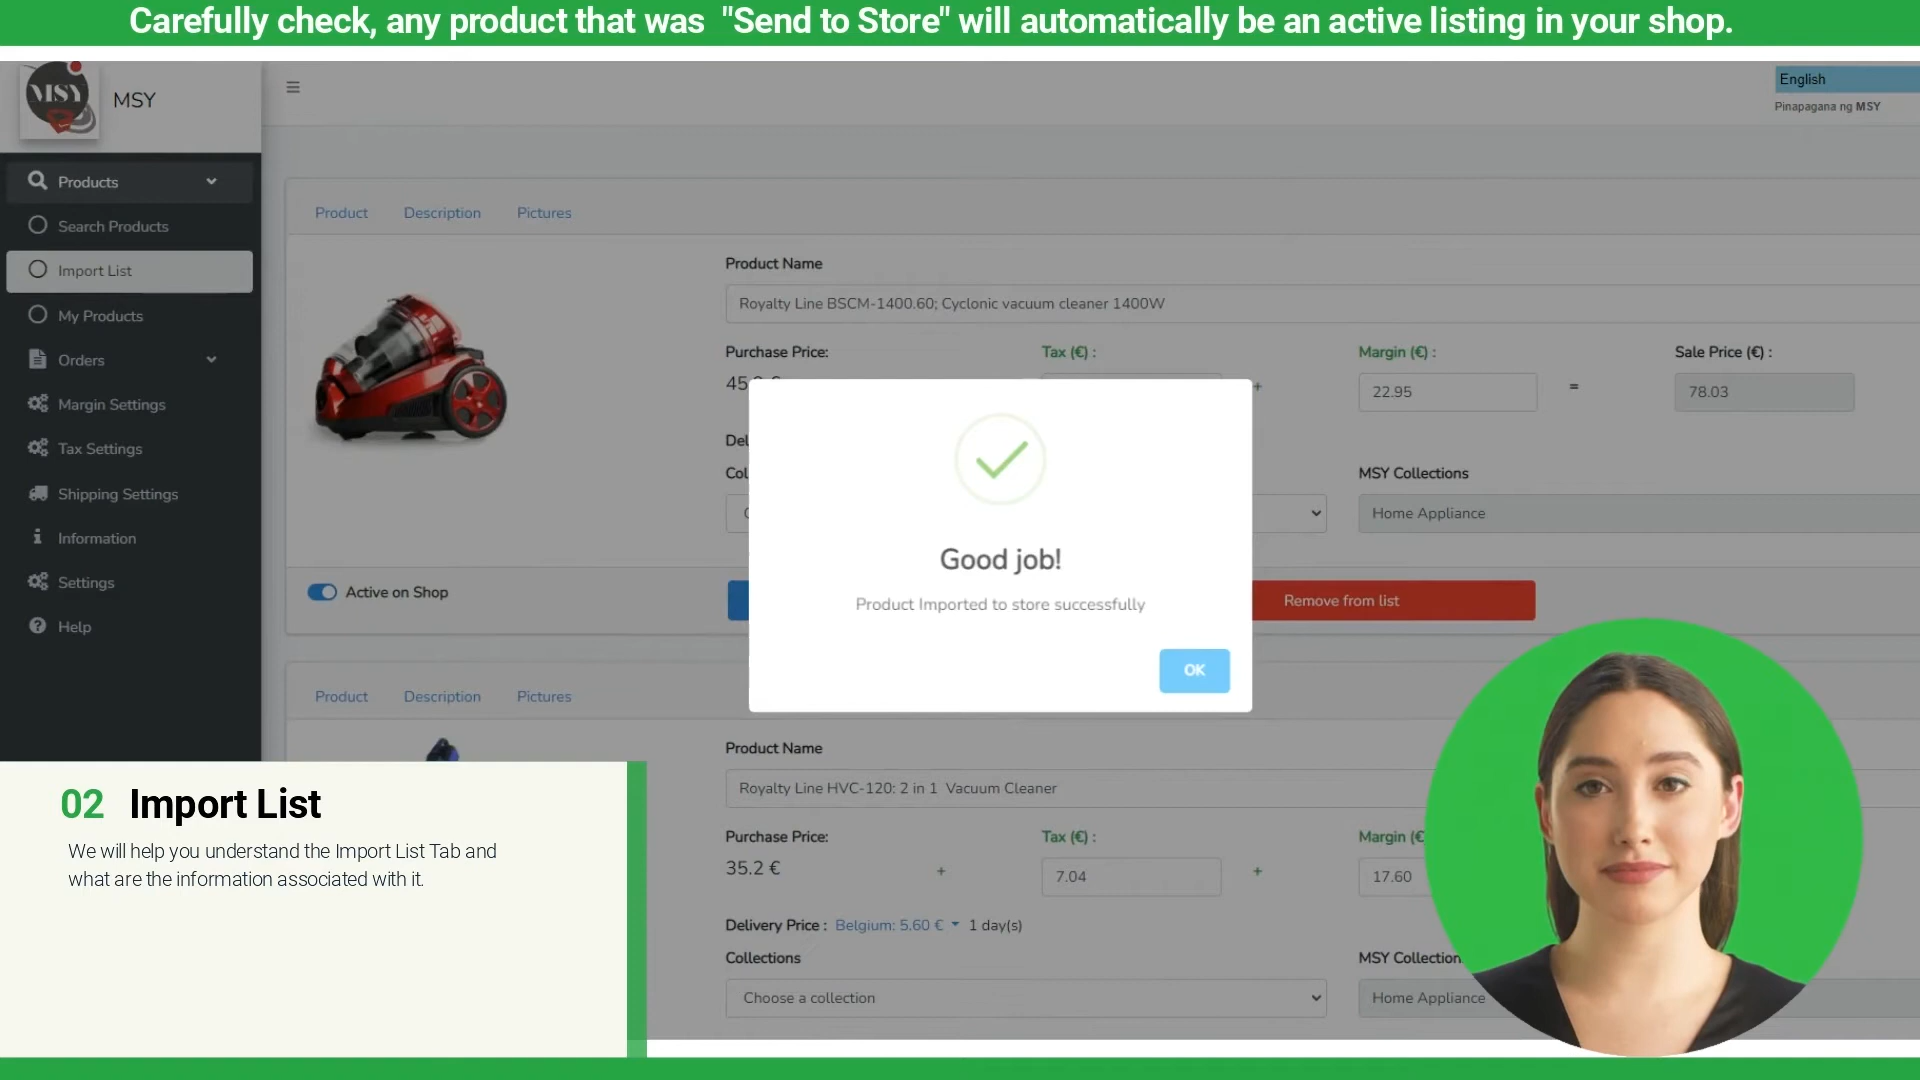 Carefully check, any product that was "Send to Store" will automatically be an active listing in your shop.
MSY
MSY
English
Pinapagana ng MSY
Products
Search Products
Import List
My Products
Orders
Margin Settings
Tax Settings
Shipping Settings
Information
Settings
Help
Product Description Pictures
Product Name
Royalty Line BSCM-1400.60; Cyclonic vacuum cleaner 1400W
Purchase Price: Tax (€) : Margin (€) : Sale Price (€) :
+ 22.95 = 78.03
MSY Collections
Home Appliance
Active on Shop
Remove from list
Good job!
Product Imported to store successfully
OK
Product Description Pictures
Product Name
Royalty Line HVC-120: 2 in 1 Vacuum Cleaner
Purchase Price: Tax (€) : Margin (€
35.2 € + 7.04 + 17.60
Delivery Price : Belgium: 5.60 € 1 day(s)
Collections MSY Collection
Choose a collection Home Appliance
02 Import List
We will help you understand the Import List Tab and
what are the information associated with it.